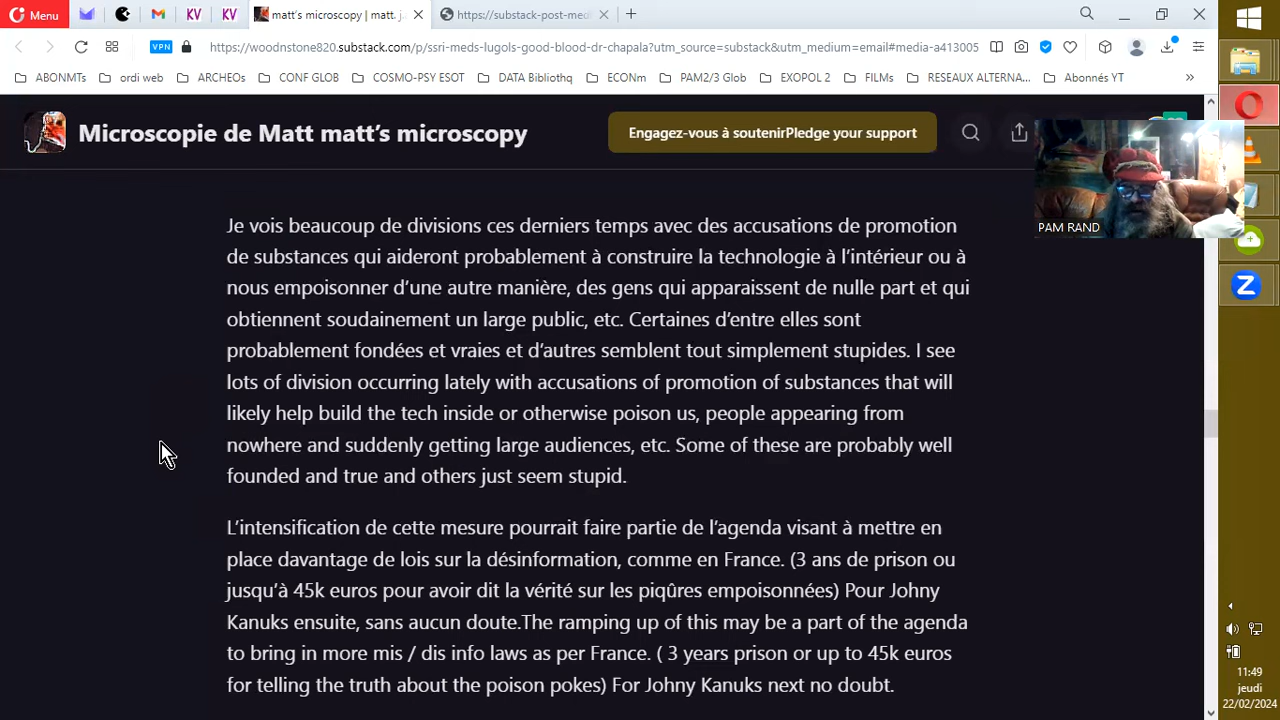 Menu
KV
KV
matt's microscopy | matt. j
https://substack-post-med
VPN
https://woodnstone820.substack.com/p/ssri-meds-lugols-good-blood-dr-chapala?utm_source=substack&utm_medium=email#media-a413005
ABONMTs
ordi web
ARCHEOs
CONF GLOB
COSMO-PSY ESOT
DATA Biblothq
ECONm
PAM2/3 Glob
EXOPOL 2
FILMs
RESEAUX/ALTERNA...
Abonnés YT
»
Microscopie de Matt matt's microscopy
Engagez-vous à soutenirPledge your support
PAM RAND
Je vois beaucoup de divisions ces derniers temps avec des accusations de promotion
de substances qui aideront probablement à construire la technologie à l'intérieur ou à
nous empoisonner d'une autre manière, des gens qui apparaissent de nulle part et qui
obtiennent soudainement un large public, etc. Certaines d'entre elles sont
probablement fondées et vraies et d'autres semblent tout simplement stupides. I see
lots of division occurring lately with accusations of promotion of substances that will
likely help build the tech inside or otherwise poison us, people appearing from
nowhere and suddenly getting large audiences, etc. Some of these are probably well
founded and true and others just seem stupid.
L'intensification de cette mesure pourrait faire partie de l'agenda visant à mettre en
place davantage de lois sur la désinformation, comme en France. (3 ans de prison ou
jusqu'à 45k euros pour avoir dit la vérité sur les piqûres empoisonnées) Pour Johny
Kanuks ensuite, sans aucun doute.The ramping up of this may be a part of the agenda
to bring in more mis / dis info laws as per France. ( 3 years prison or up to 45k euros
for telling the truth about the poison pokes) For Johny Kanuks next no doubt.
11:49
jeudi
22/02/2024